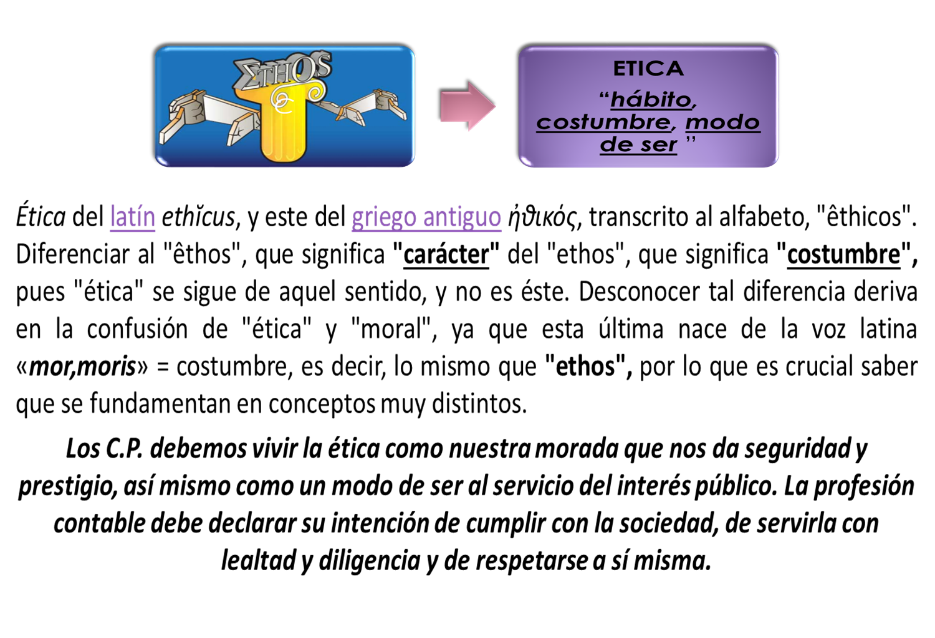 ΣTHOS
ETICA
“hábito,
costumbre, modo
de ser ”
Ética del latín ethĭcus, y este del griego antiguo ἠϑικός, transcrito al alfabeto, "êthicos".
Diferenciar al "êthos", que significa "carácter" del "ethos", que significa "costumbre",
pues "ética" se sigue de aquel sentido, y no es éste. Desconocer tal diferencia deriva
en la confusión de "ética" y "moral", ya que esta última nace de la voz latina
«mor,moris» = costumbre, es decir, lo mismo que "ethos", por lo que es crucial saber
que se fundamentan en conceptos muy distintos.
Los C.P. debemos vivir la ética como nuestra morada que nos da seguridad y
prestigio, así mismo como un modo de ser al servicio del interés público. La profesión
contable debe declarar su intención de cumplir con la sociedad, de servirla con
lealtad y diligencia y de respetarse a sí misma.